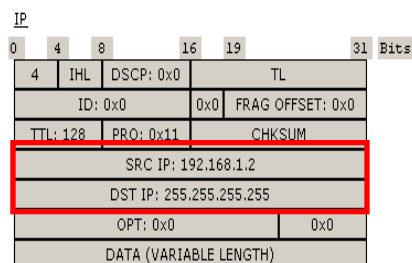 IP
0 4 8 16 19 31 Bits
4 IHL DSCP: 0x0 TL
ID: 0x0 0x0 FRAG OFFSET: 0x0
TTL: 128 PRO: 0x11 CHKSUM
SRC IP: 192.168.1.2
DST IP: 255.255.255.255
OPT: 0x0 0x0
DATA (VARIABLE LENGTH)